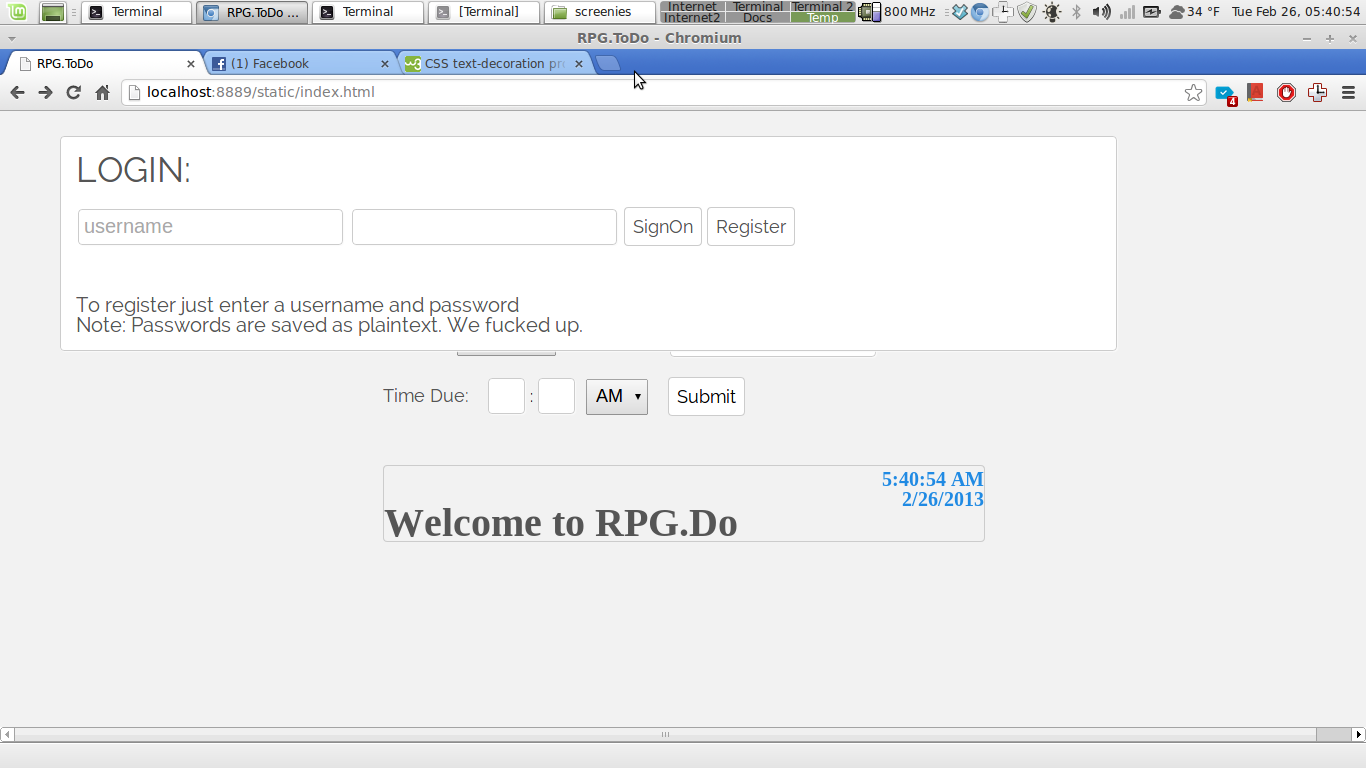 Terminal
RPG.ToDo ...
Terminal
[Terminal]
screenies
Internet Terminal Terminal 2
Internet2 Docs Temp
800 MHz
34 °F
Tue Feb 26, 05:40:54
RPG.ToDo - Chromium
RPG.ToDo
(1) Facebook
CSS text-decoration pr
localhost:8889/static/index.html
4
LOGIN:
username
SignOn
Register
To register just enter a username and password
Note: Passwords are saved as plaintext. We fucked up.
Time Due:
:
AM
Submit
5:40:54 AM
2/26/2013
Welcome to RPG.Do